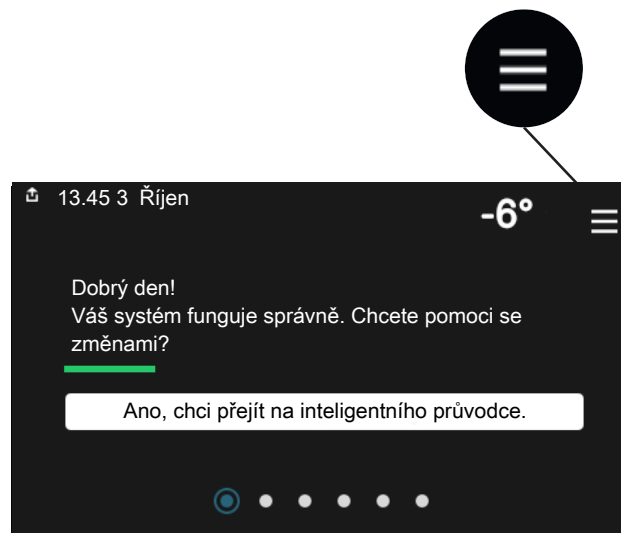 13.45 3 Říjen
-6°
Dobrý den!
Váš systém funguje správně. Chcete pomoci se
změnami?
Ano, chci přejít na inteligentního průvodce.